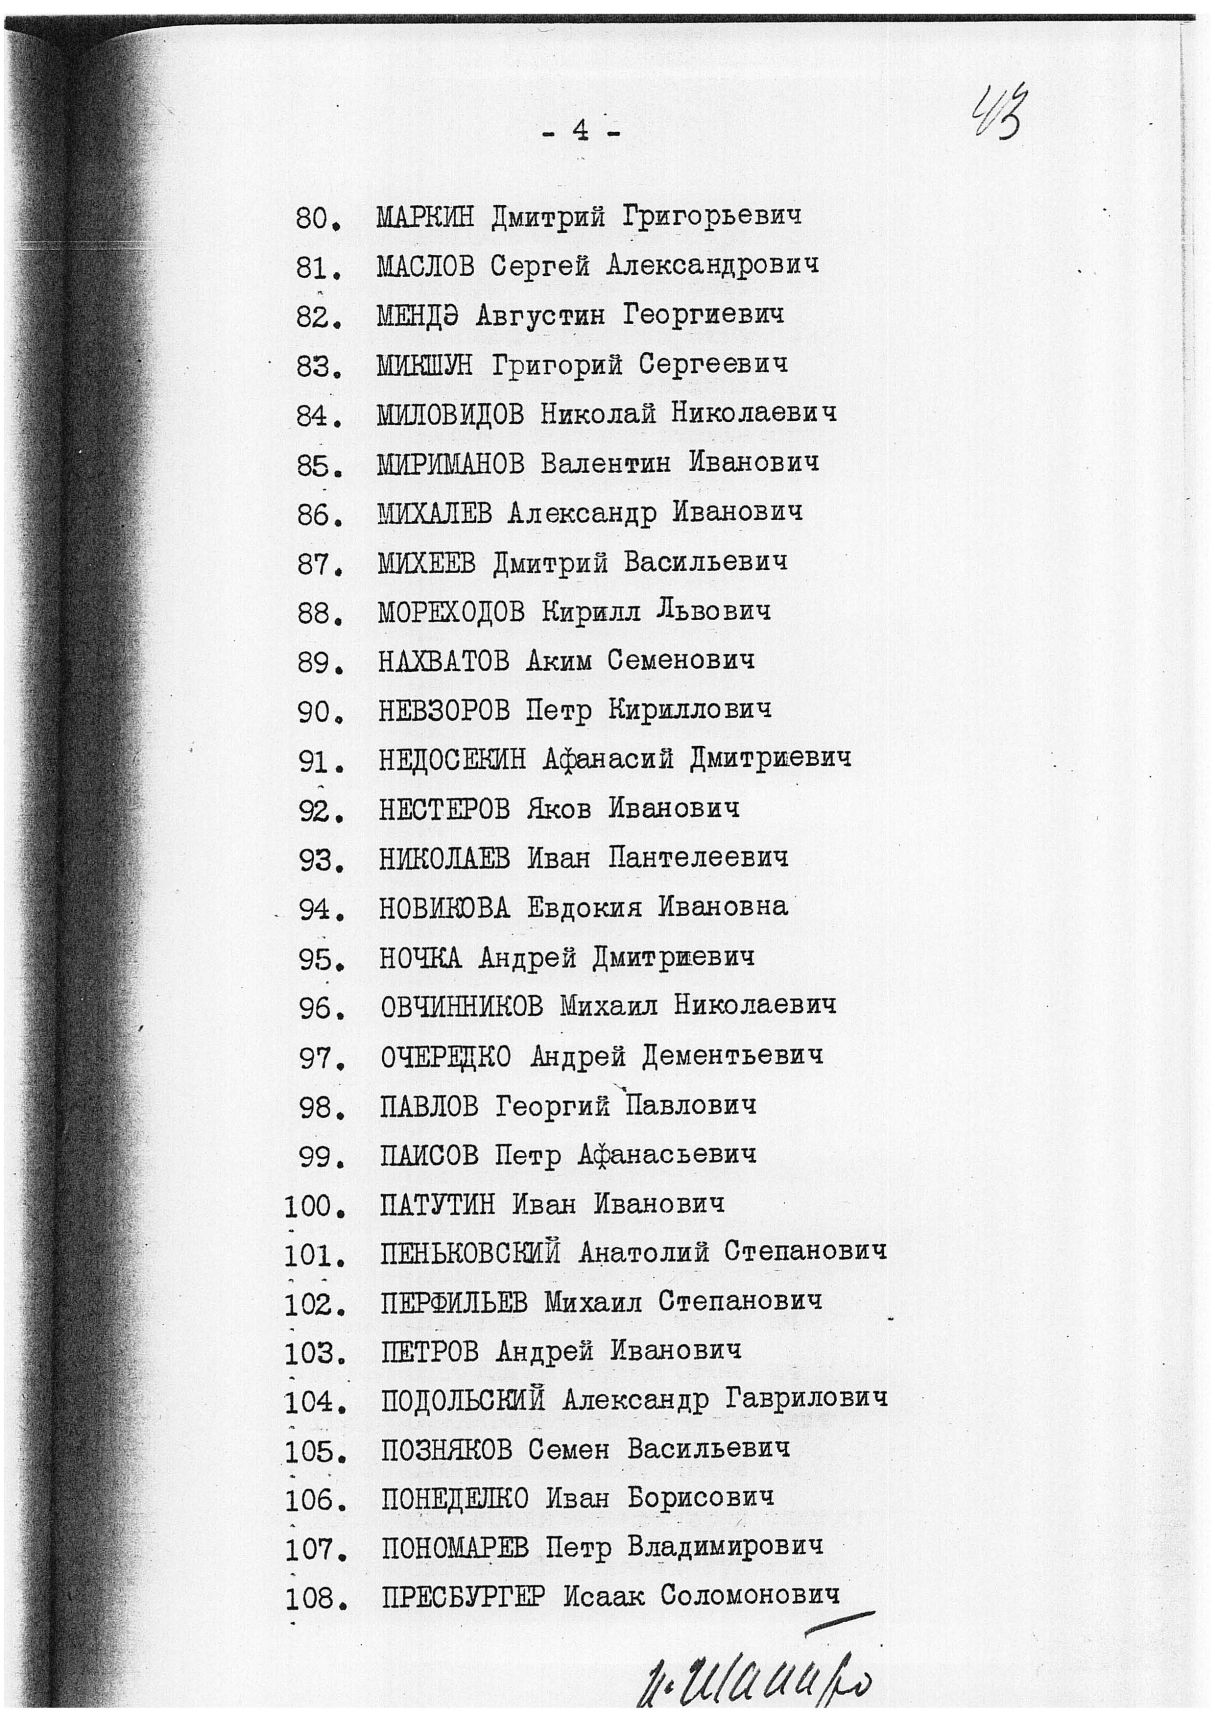 43
- 4 -
80. МАРКИН Дмитрий Григорьевич
81. МАСЛОВ Сергей Александрович
82. МЕНДЭ Августин Георгиевич
83. МИКШУН Григорий Сергеевич
84. МИЛОВИДОВ Николай Николаевич
85. МИРИМАНОВ Валентин Иванович
86. МИХАЛЕВ Александр Иванович
87. МИХЕЕВ Дмитрий Васильевич
88. МОРЕХОДОВ Кирилл Львович
89. НАХВАТОВ Аким Семенович
90. НЕВЗОРОВ Петр Кириллович
91. НЕДОСЕКИН Афанасий Дмитриевич
92. НЕСТЕРОВ Яков Иванович
93. НИКОЛАЕВ Иван Пантелеевич
94. НОВИКОВА Евдокия Ивановна
95. НОЧКА Андрей Дмитриевич
96. ОВЧИННИКОВ Михаил Николаевич
97. ОЧЕРЕДКО Андрей Дементьевич
98. ПАВЛОВ Георгий Павлович
99. ПАИСОВ Петр Афанасьевич
100. ПАТУТИН Иван Иванович
101. ПЕНЬКОВСКИЙ Анатолий Степанович
102. ПЕРФИЛЬЕВ Михаил Степанович
103. ПЕТРОВ Андрей Иванович
104. ПОДОЛЬСКИЙ Александр Гаврилович
105. ПОЗНЯКОВ Семен Васильевич
106. ПОНЕДЕЛКО Иван Борисович
107. ПОНОМАРЕВ Петр Владимирович
108. ПРЕСБУРГЕР Исаак Соломонович
И. Шапиро